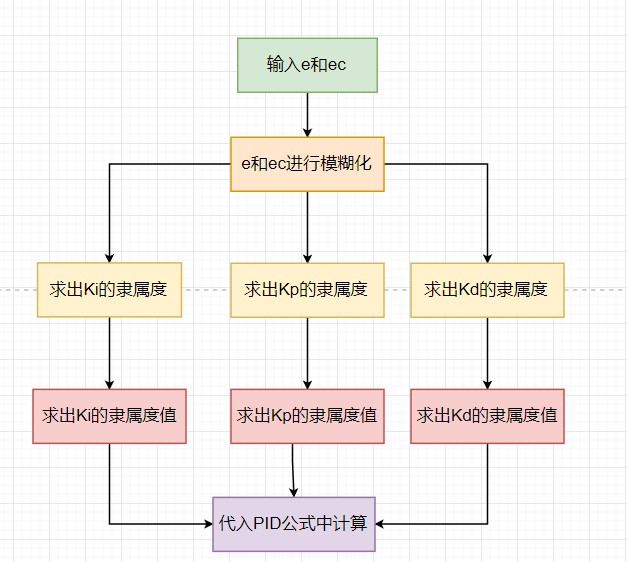 输入e和ec
e和ec进行模糊化
求出Ki的隶属度
求出Kp的隶属度
求出Kd的隶属度
求出Ki的隶属度值
求出Kp的隶属度值
求出Kd的隶属度值
代入PID公式中计算